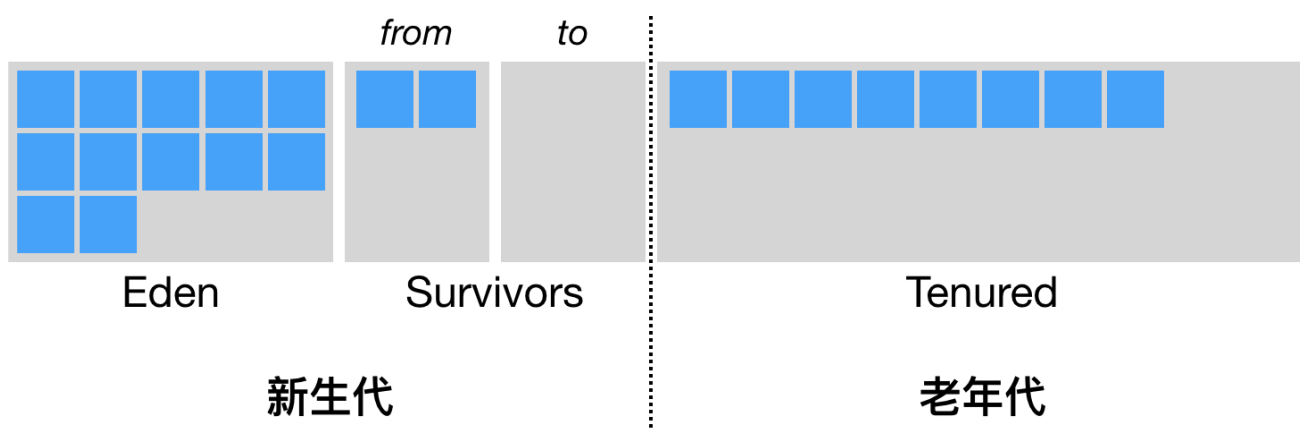 from to
Eden Survivors Tenured
新生代 老年代